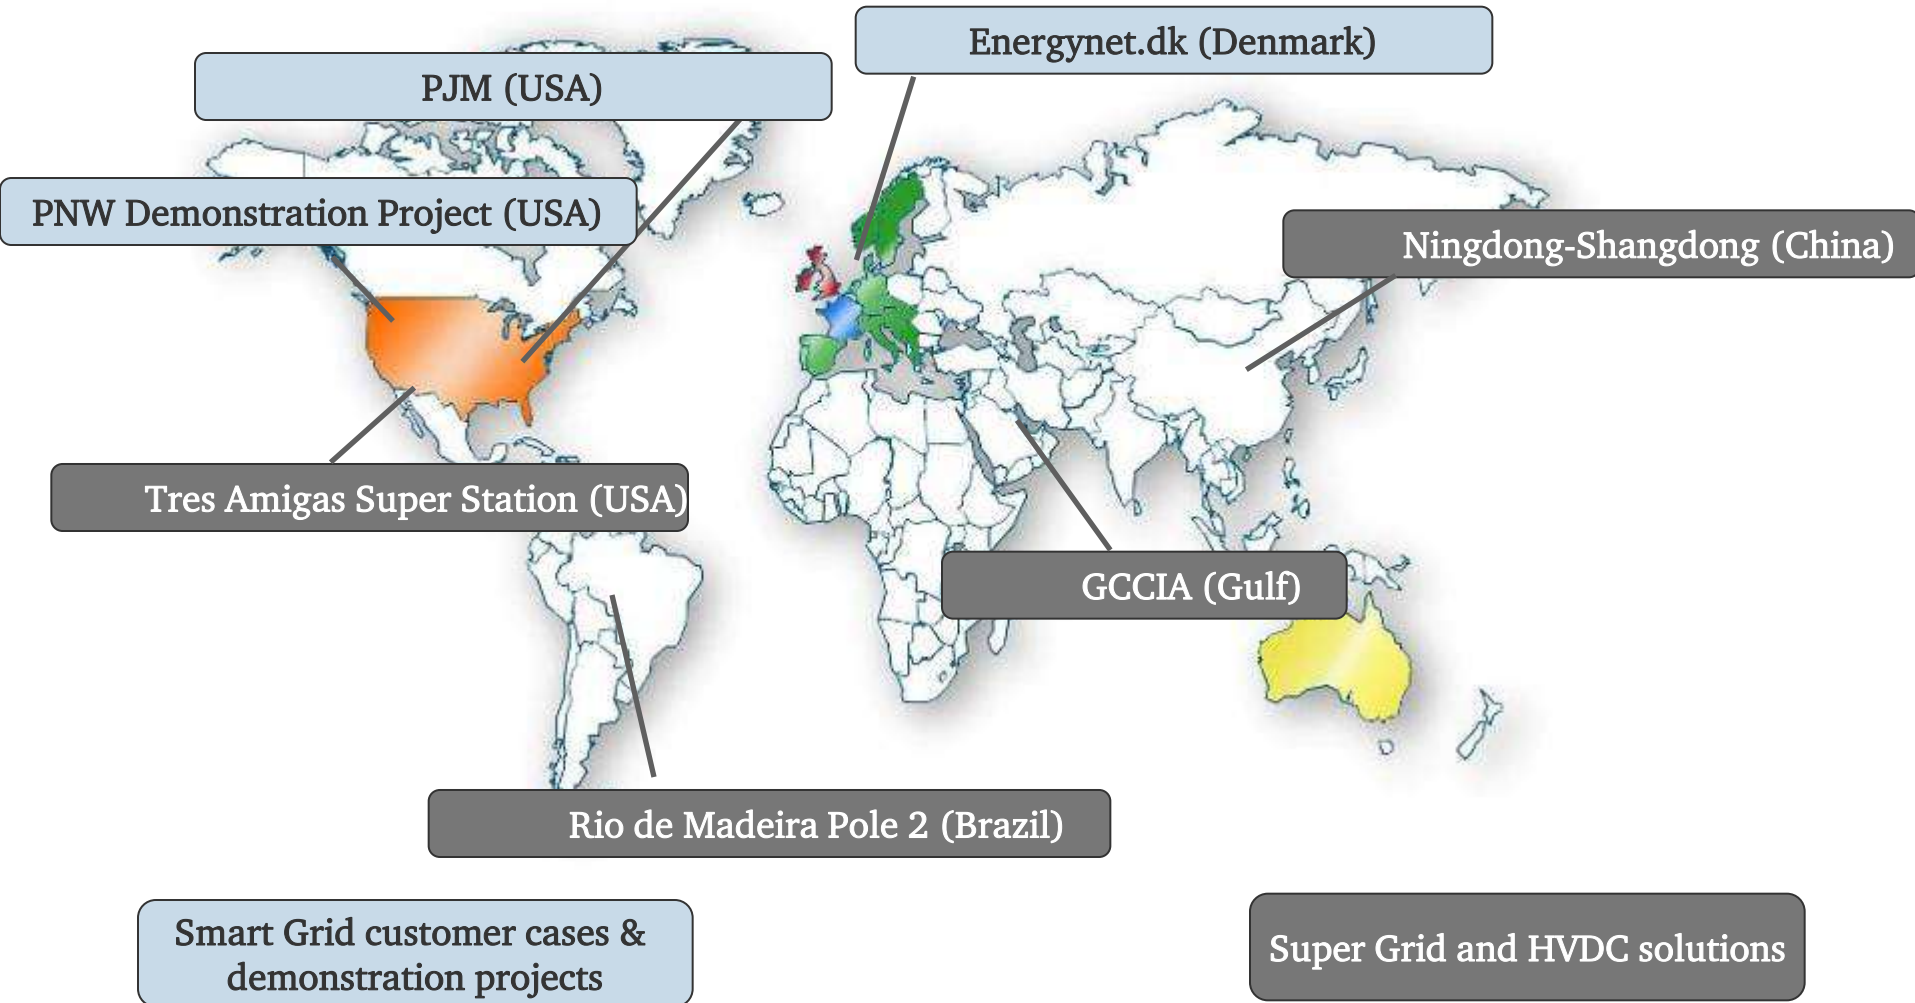 Energynet.dk (Denmark)
PJM (USA)
PNW Demonstration Project (USA)
Ningdong-Shangdong (China)
Tres Amigas Super Station (USA)
GCCIA (Gulf)
Rio de Madeira Pole 2 (Brazil)
Smart Grid customer cases &
demonstration projects
Super Grid and HVDC solutions